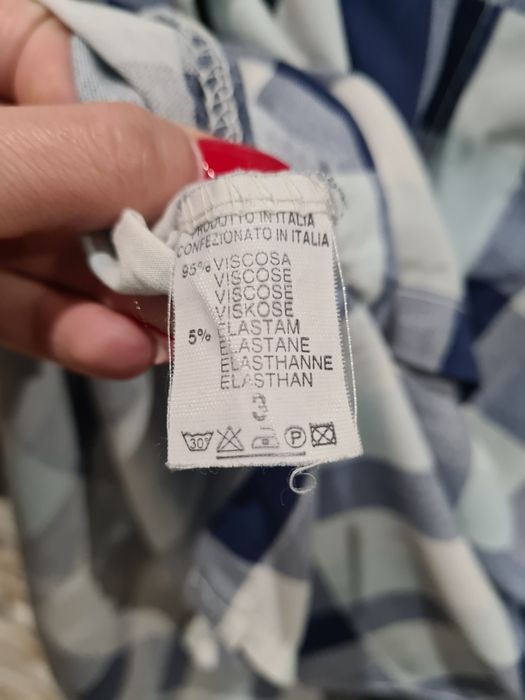 PRODOTTO IN ITALIA
CONFEZIONATO IN ITALIA
95% VISCOSA
VISCOSE
VISCOSE
VISKOSE
5% ELASTAM
ELASTANE
ELASTHANNE
ELASTHAN
3
30° P